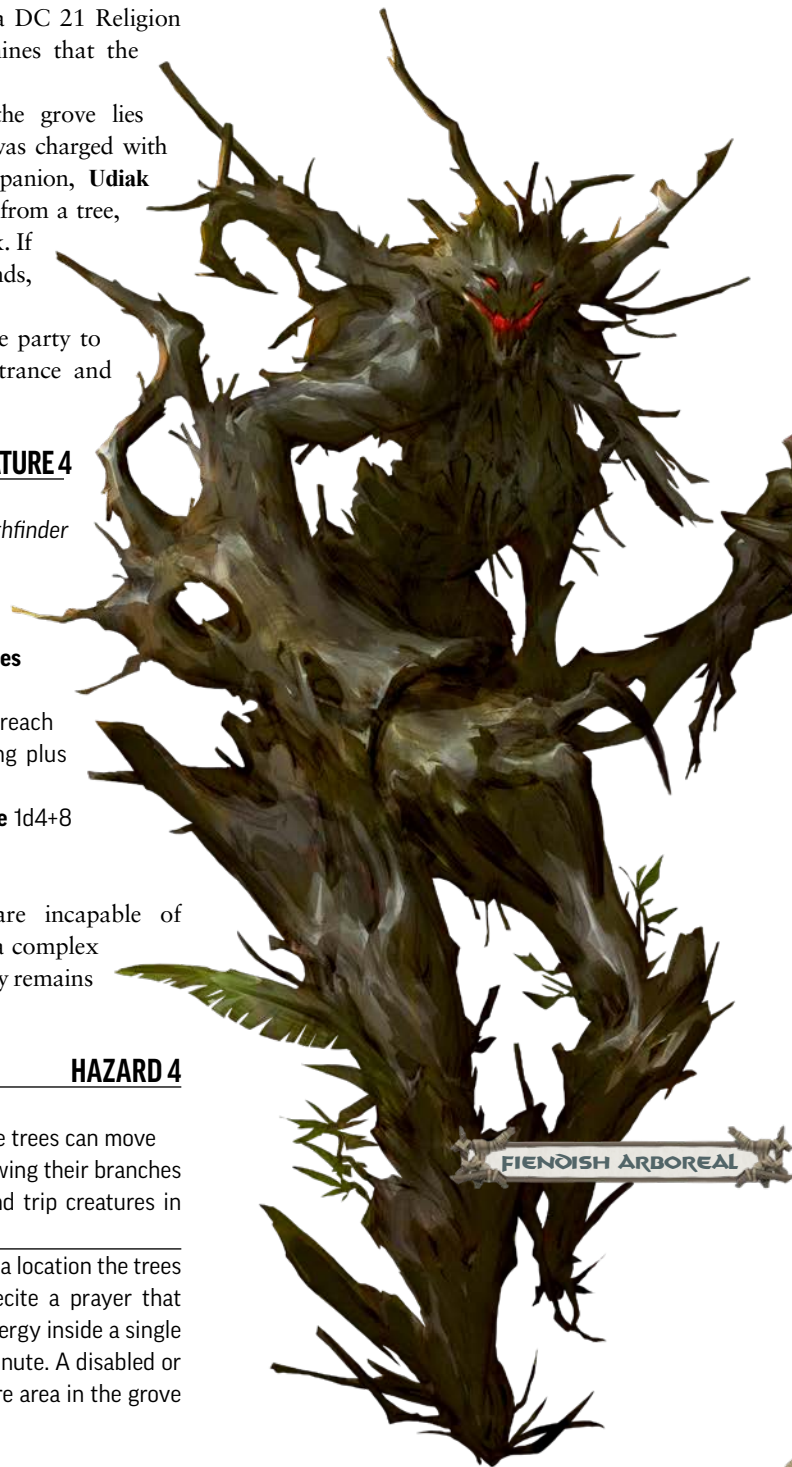 a DC 21 Religion
ines that the
the grove lies
was charged with
panion, Udiak
from a tree,
k. If
nds,
e party to
trance and
ATURE 4
thfinder
es
reach
ng plus
e 1d4+8
are incapable of
a complex
y remains
HAZARD 4
e trees can move
wing their branches
nd trip creatures in
a location the trees
ecite a prayer that
ergy inside a single
nute. A disabled or
re area in the grove
FIENDISH ARBOREAL